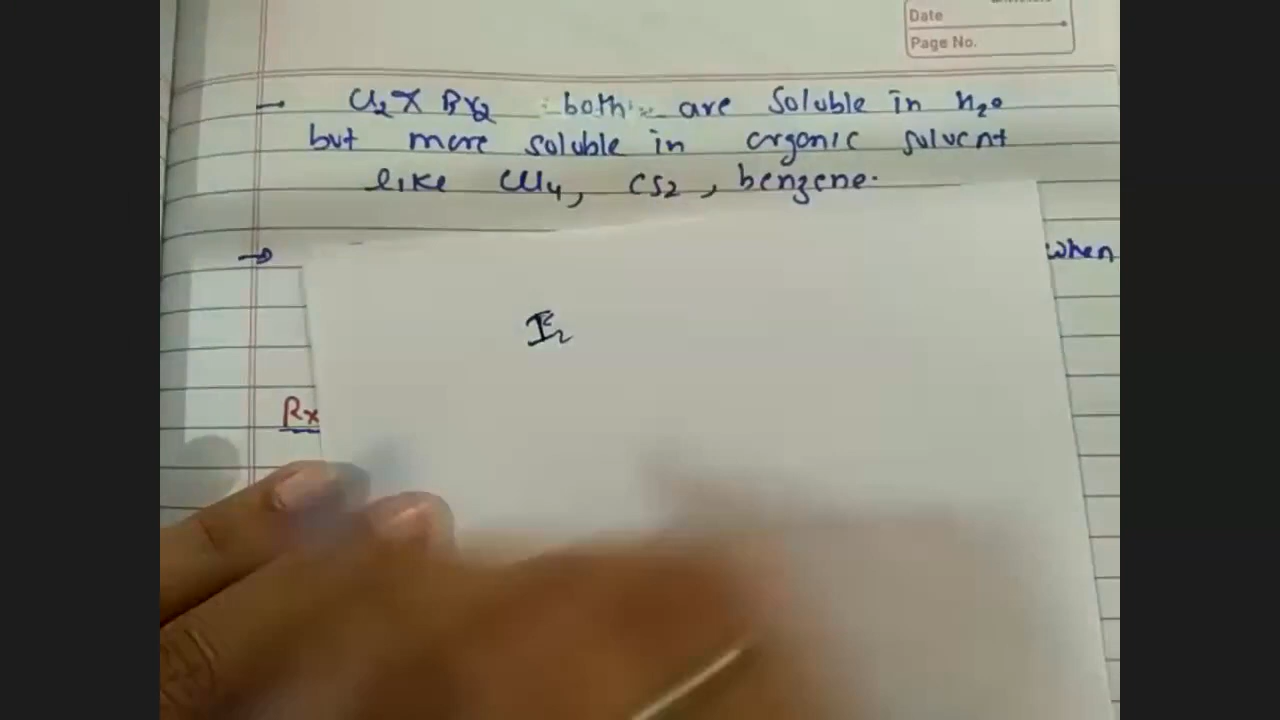 Date
Page No.
→ Cl₂ & Br₂ both are soluble in H₂O
but more soluble in organic solvent
like CCl₄, CS₂, benzene.
→ when
I₂
Rx